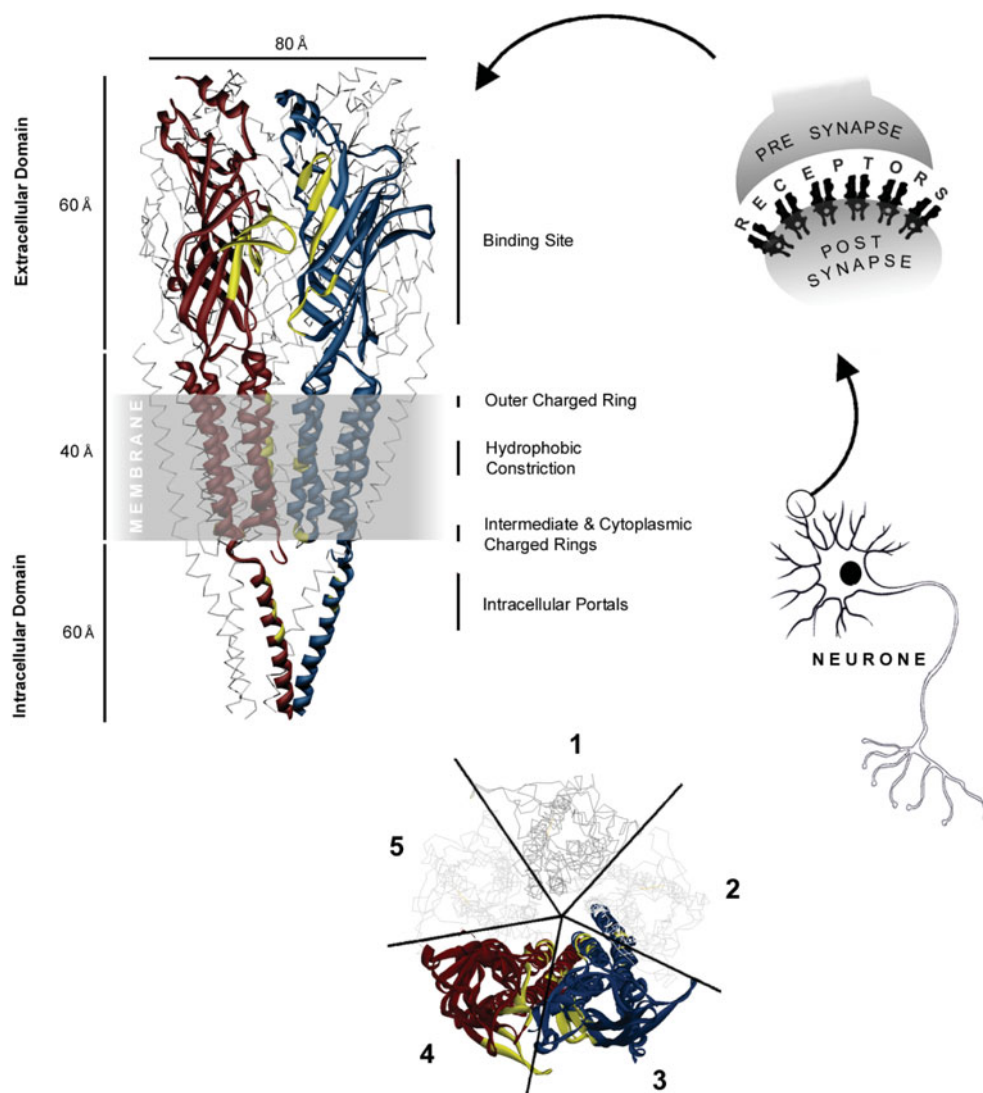 80 Å
Extracellular Domain
60 Å
Binding Site
PRE SYNAPSE
RECEPTORS
POST
SYNAPSE
MEMBRANE
40 Å
Outer Charged Ring
Hydrophobic
Constriction
Intermediate & Cytoplasmic
Charged Rings
Intracellular Domain
60 Å
Intracellular Portals
NEURONE
1
2
3
4
5